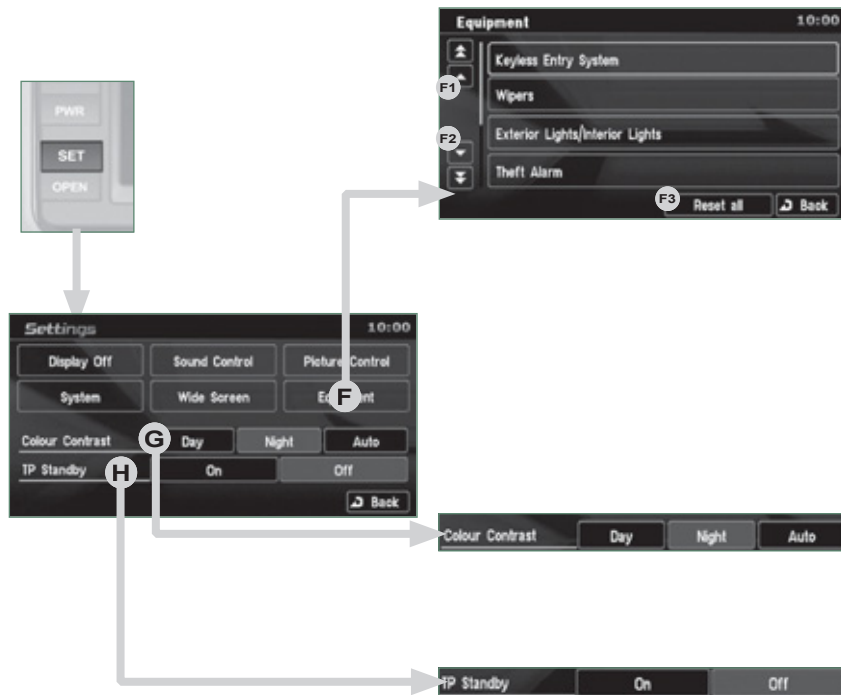 Equipment 10:00
Keyless Entry System
F1
Wipers
F2
Exterior Lights/Interior Lights
Theft Alarm
F3 Reset all Back
PWR
SET
OPEN
Settings 10:00
Display Off Sound Control Picture Control
System Wide Screen F
Colour Contrast G Day Night Auto
TP Standby H On Off
Back
Colour Contrast Day Night Auto
TP Standby On Off